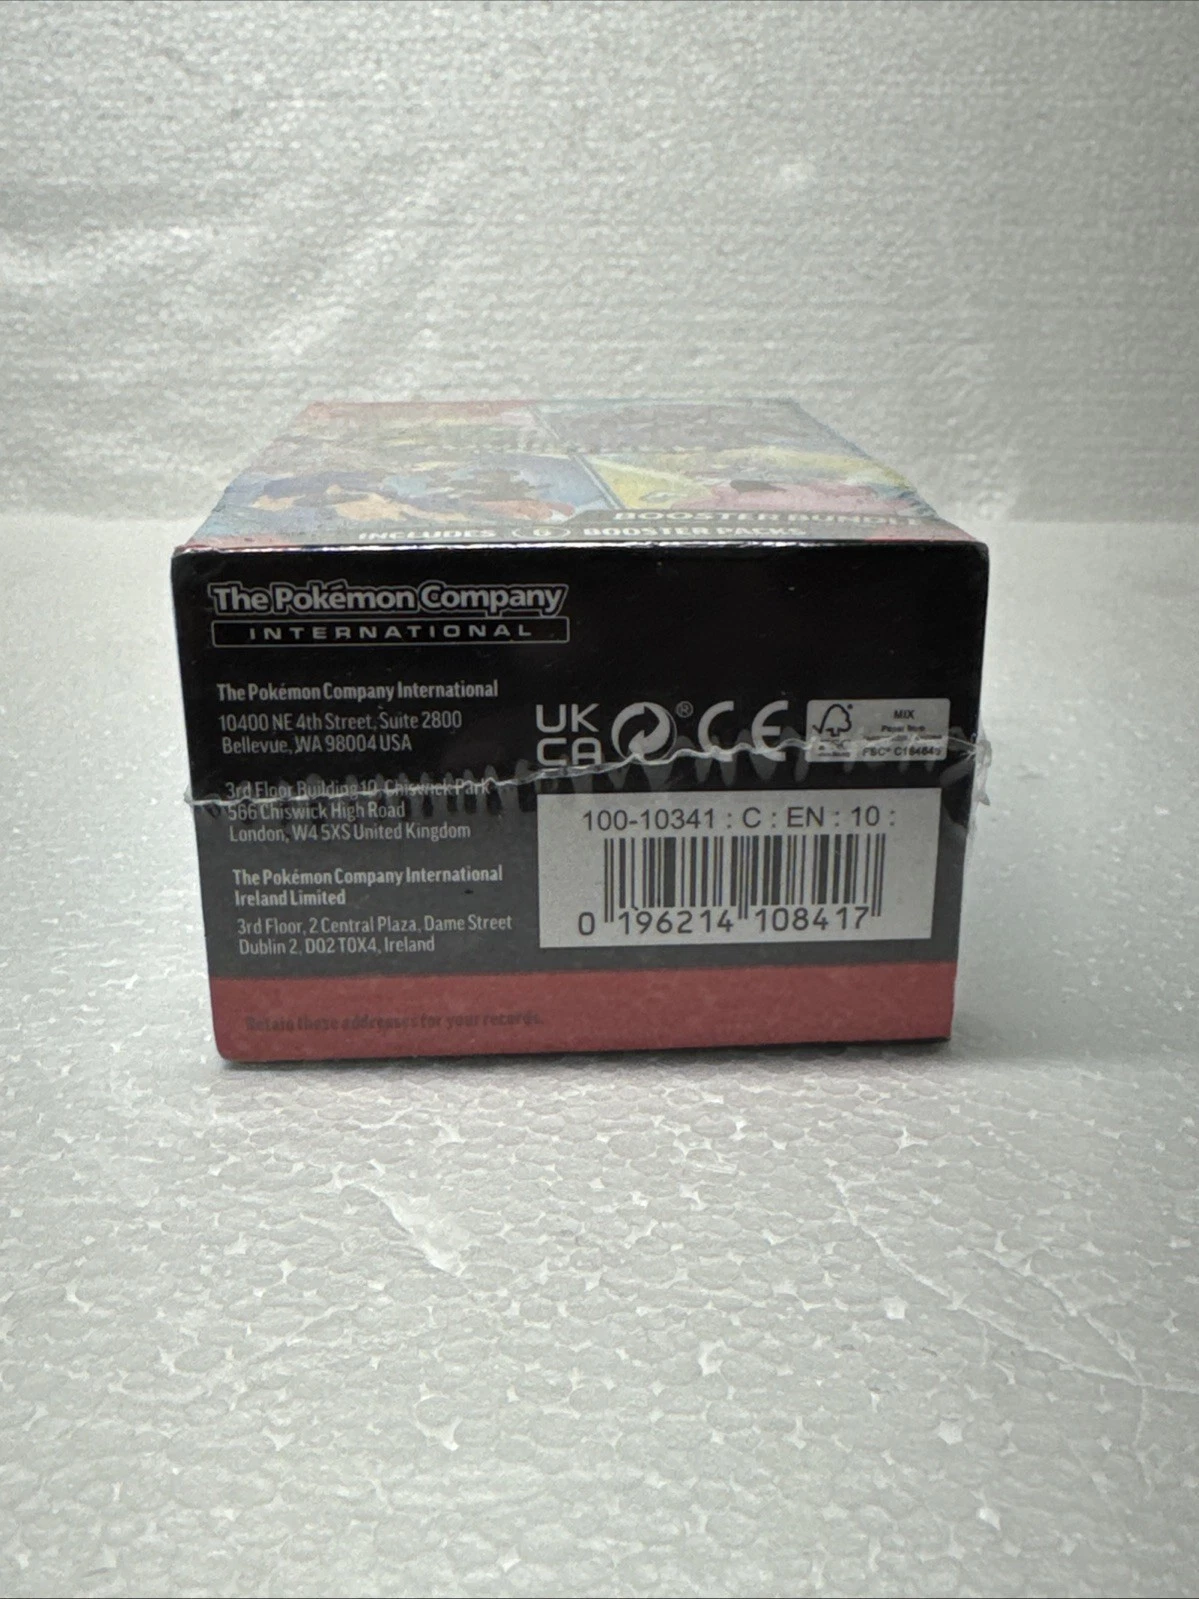 BOOSTER BUNDLE
INCLUDES 6 BOOSTER PACKS
The Pokémon Company
INTERNATIONAL
The Pokémon Company International
10400 NE 4th Street, Suite 2800
Bellevue, WA 98004 USA
3rd Floor Building 10, Chiswick Park
566 Chiswick High Road
London, W4 5XS United Kingdom
The Pokémon Company International
Ireland Limited
3rd Floor, 2 Central Plaza, Dame Street
Dublin 2, D02 T0X4, Ireland
UK
CA
®
CE
MIX
100-10341 : C : EN : 10 :
0 196214 108417
Retain these addresses for your records.